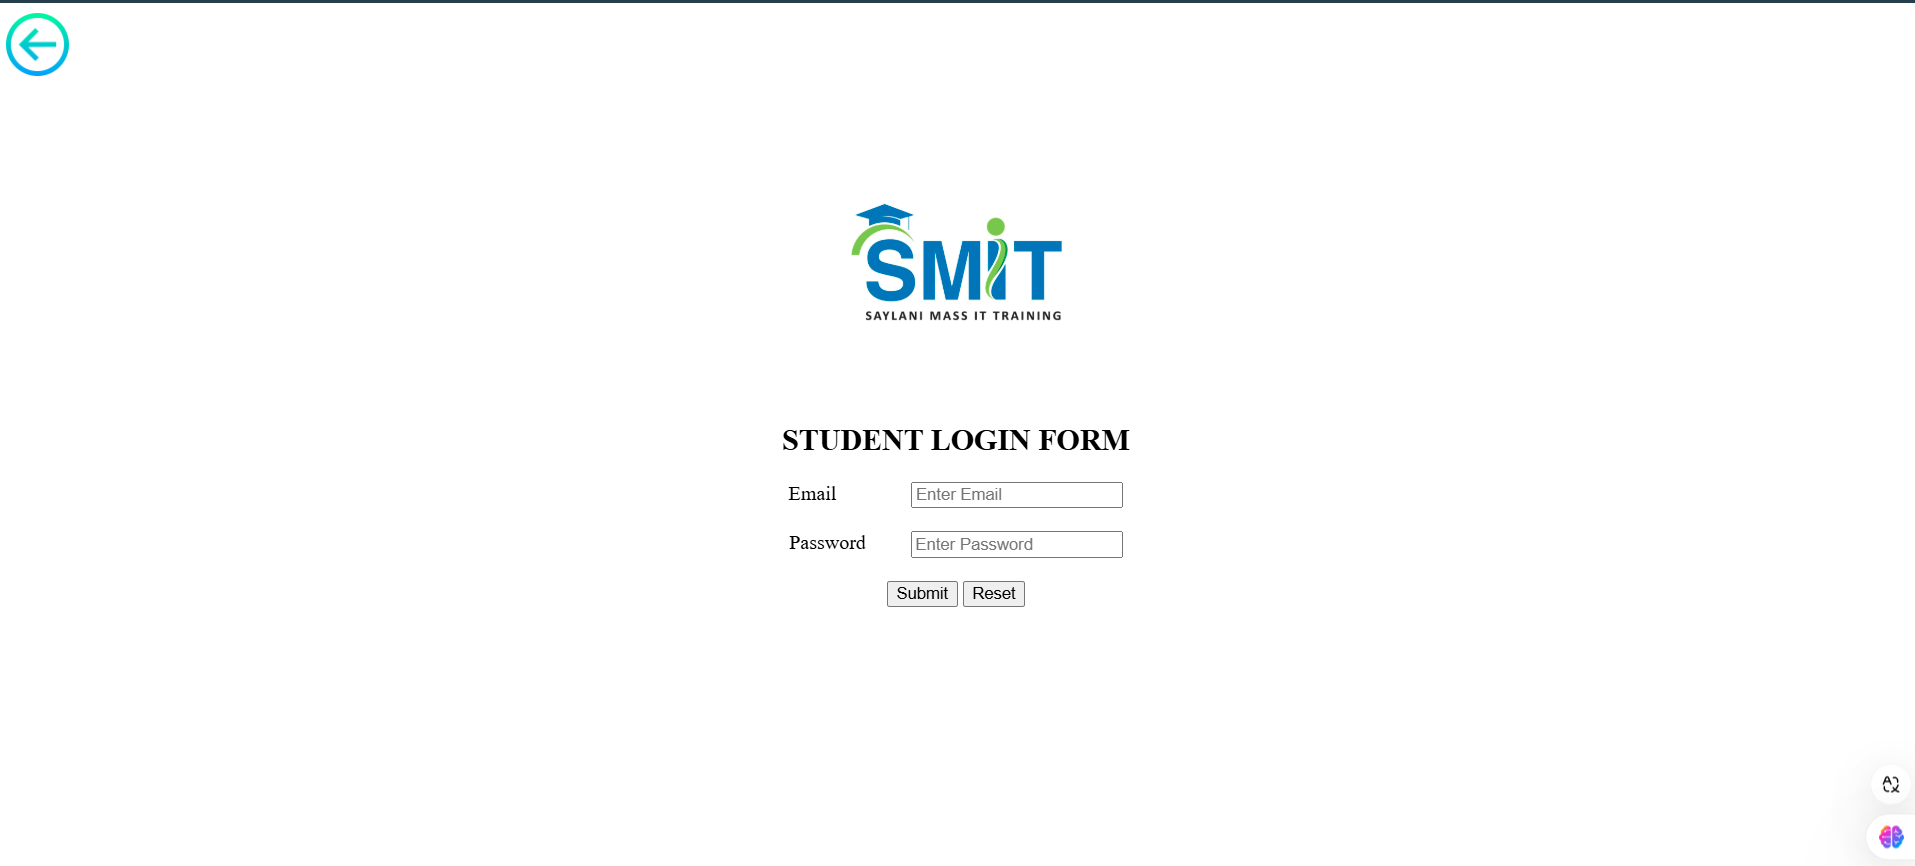 SMiT
SAYLANI MASS IT TRAINING
STUDENT LOGIN FORM
Email Enter Email
Password Enter Password
Submit Reset